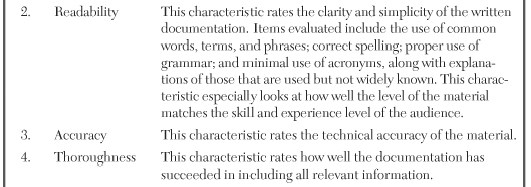 2. Readability This characteristic rates the clarity and simplicity of the written
documentation. Items evaluated include the use of common
words, terms, and phrases; correct spelling; proper use of
grammar; and minimal use of acronyms, along with explana-
tions of those that are used but not widely known. This charac-
teristic especially looks at how well the level of the material
matches the skill and experience level of the audience.
3. Accuracy This characteristic rates the technical accuracy of the material.
4. Thoroughness This characteristic rates how well the documentation has
succeeded in including all relevant information.